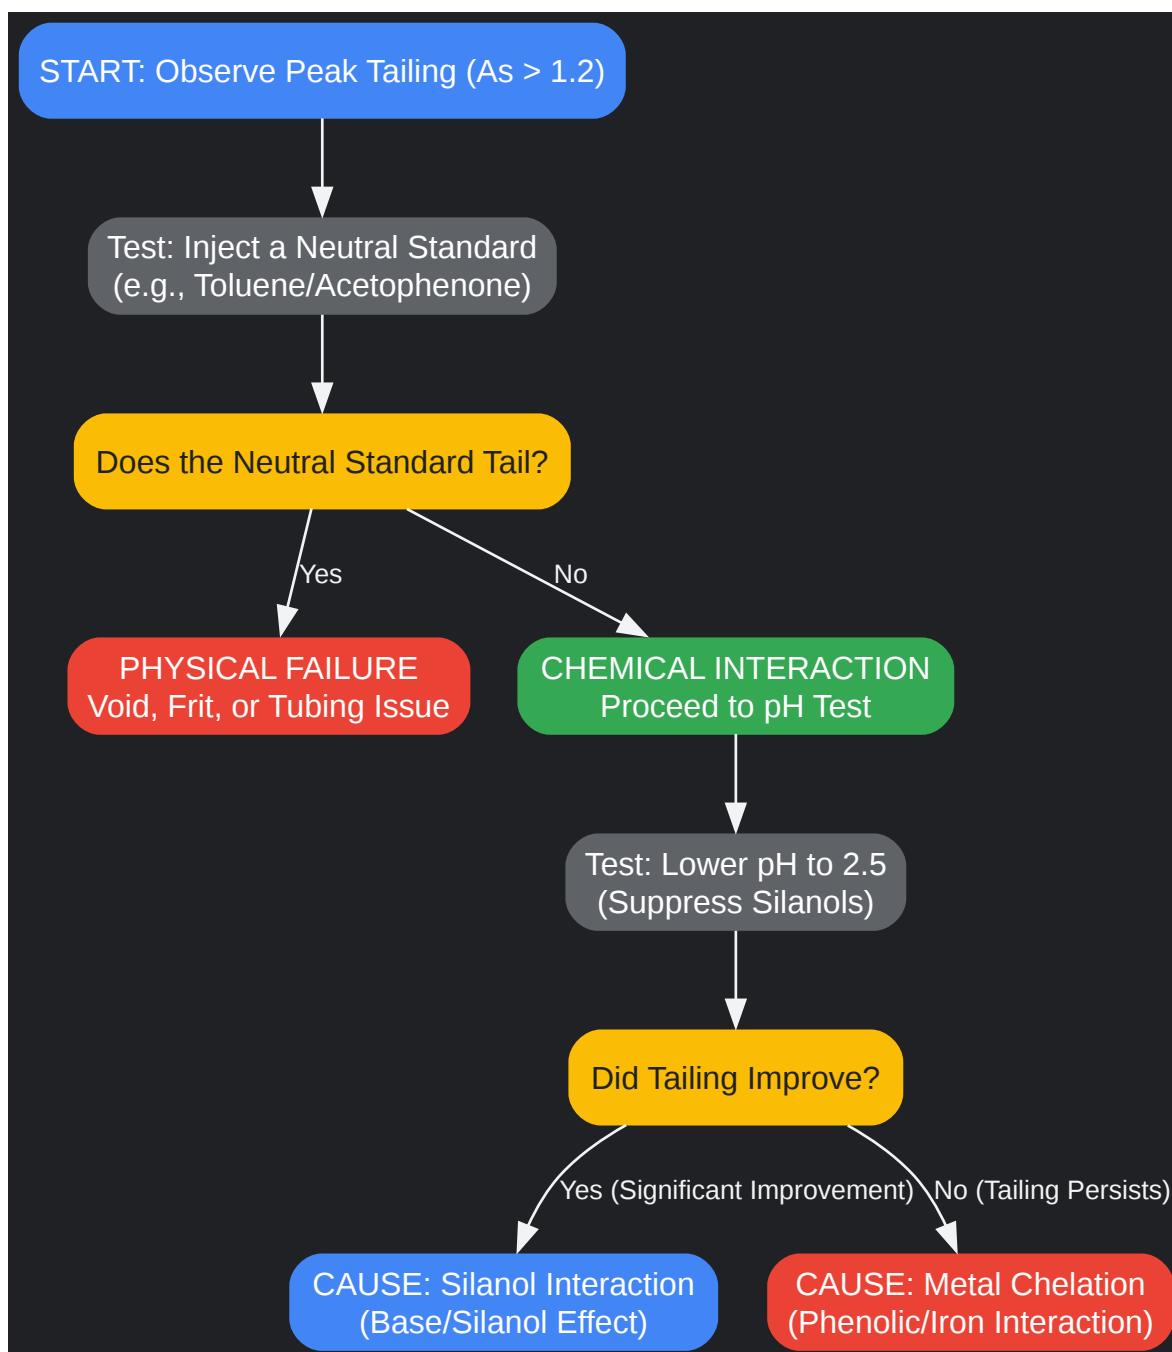 START: Observe Peak Tailing (As > 1.2)
Test: Inject a Neutral Standard
(e.g., Toluene/Acetophenone)
Does the Neutral Standard Tail?
Yes
No
PHYSICAL FAILURE
Void, Frit, or Tubing Issue
CHEMICAL INTERACTION
Proceed to pH Test
Test: Lower pH to 2.5
(Suppress Silanols)
Did Tailing Improve?
Yes (Significant Improvement)
No (Tailing Persists)
CAUSE: Silanol Interaction
(Base/Silanol Effect)
CAUSE: Metal Chelation
(Phenolic/Iron Interaction)